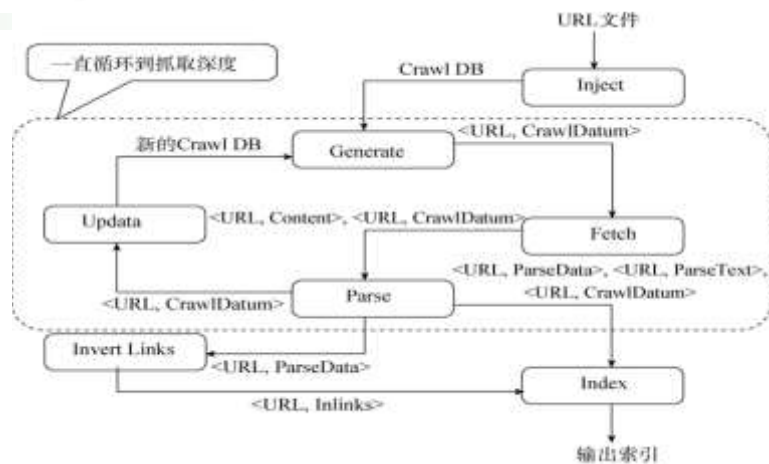 URL 文件
一直循环到抓取深度
Crawl DB
Inject
<URL, CrawlDatum>
新的Crawl DB
Generate
Updata
<URL, Content>, <URL, CrawlDatum>
Fetch
<URL, ParseData>, <URL, ParseText>,
<URL, CrawlDatum>
Parse
<URL, CrawlDatum>
Invert Links
<URL, ParseData>
Index
<URL, Inlinks>
输出索引